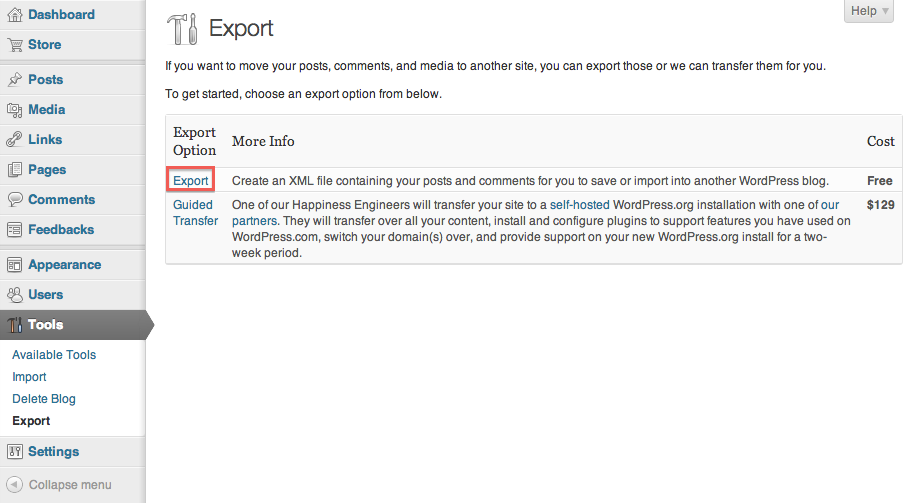 Dashboard
Store
Posts
Media
Links
Pages
Comments
Feedbacks
Appearance
Users
Tools
Available Tools
Import
Delete Blog
Export
Settings
Collapse menu
Help
Export
If you want to move your posts, comments, and media to another site, you can export those or we can transfer them for you.
To get started, choose an export option from below.
Export
Option
More Info
Cost
Export
Create an XML file containing your posts and comments for you to save or import into another WordPress blog.
Free
Guided
Transfer
One of our Happiness Engineers will transfer your site to a self-hosted WordPress.org installation with one of our
partners. They will transfer over all your content, install and configure plugins to support features you have used on
WordPress.com, switch your domain(s) over, and provide support on your new WordPress.org install for a two-
week period.
$129